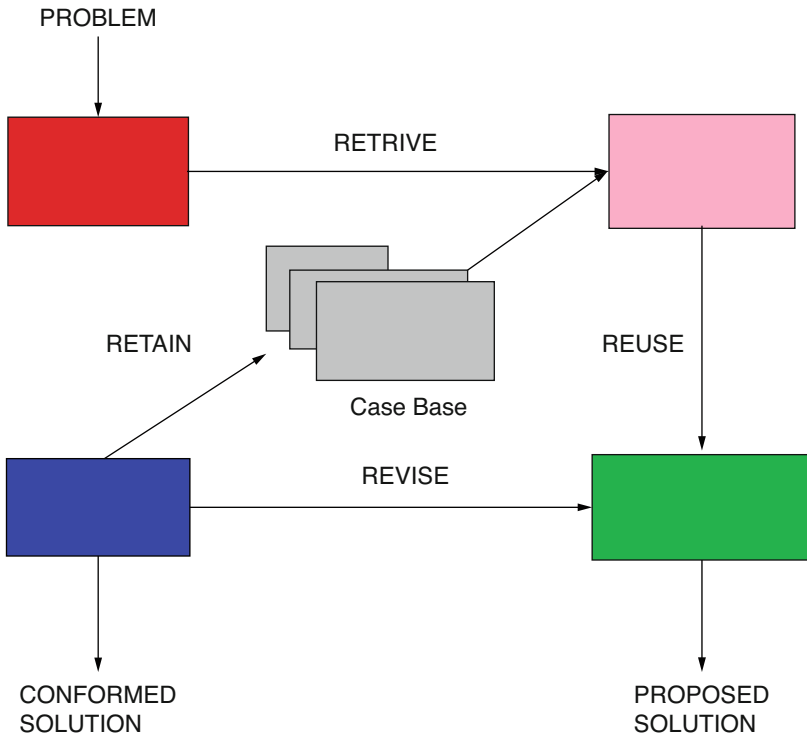 PROBLEM
RETRIVE
RETAIN
REUSE
Case Base
REVISE
CONFORMED
SOLUTION
PROPOSED
SOLUTION